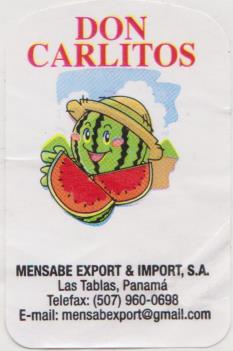 DON
CARLITOS
MENSABE EXPORT & IMPORT, S.A.
Las Tablas, Panamá
Telefax: (507) 960-0698
E-mail: mensabexport@gmail.com